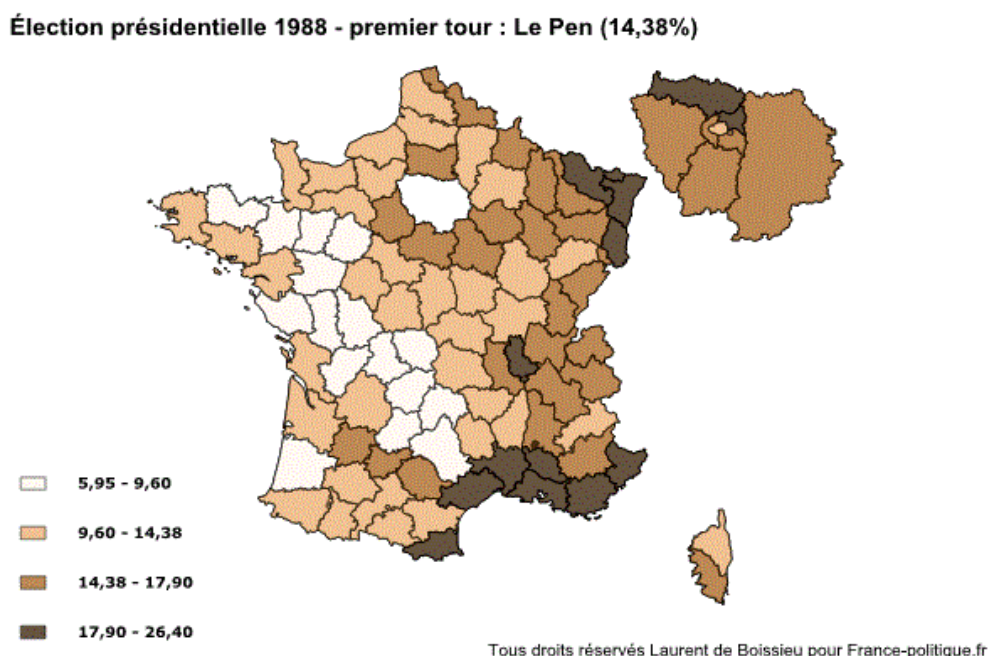 Élection présidentielle 1988 - premier tour : Le Pen (14,38%)
5,95 - 9,60
9,60 - 14,38
14,38 - 17,90
17,90 - 26,40
Tous droits réservés Laurent de Boissieu pour France-politique.fr